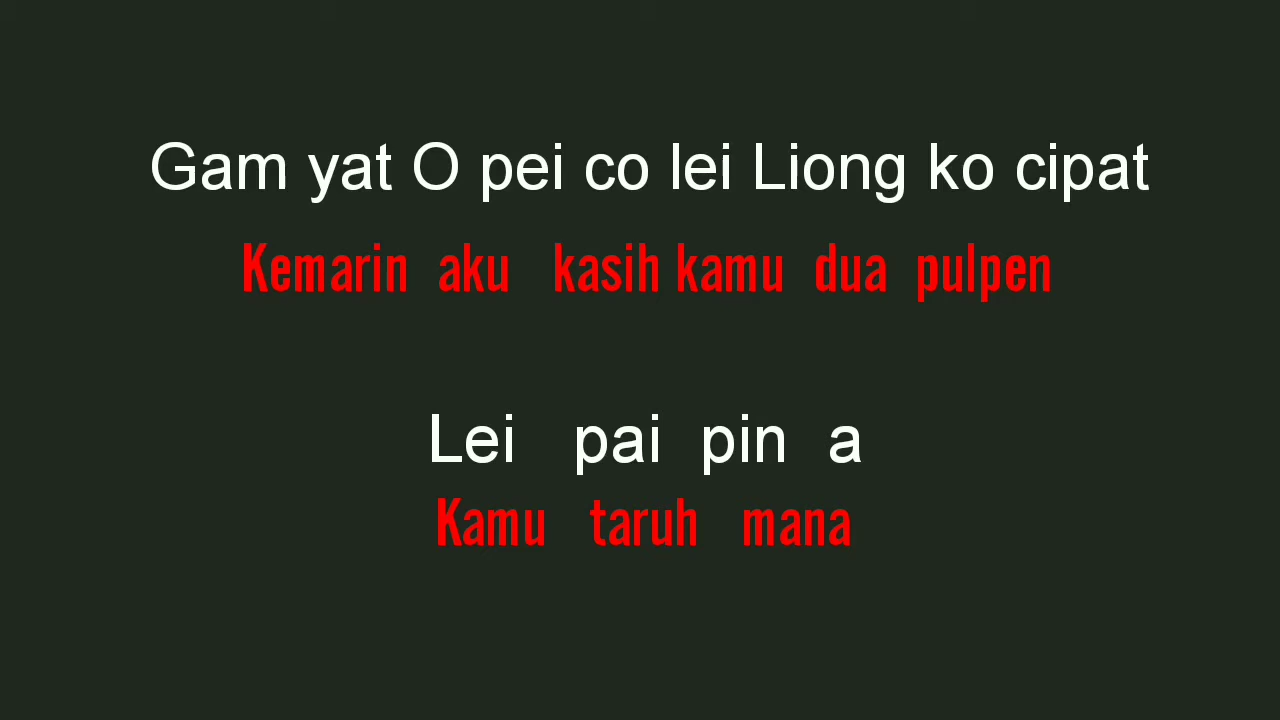 Gam yat O pei co lei Liong ko cipat
Kemarin aku kasih kamu dua pulpen
Lei pai pin a
Kamu taruh mana